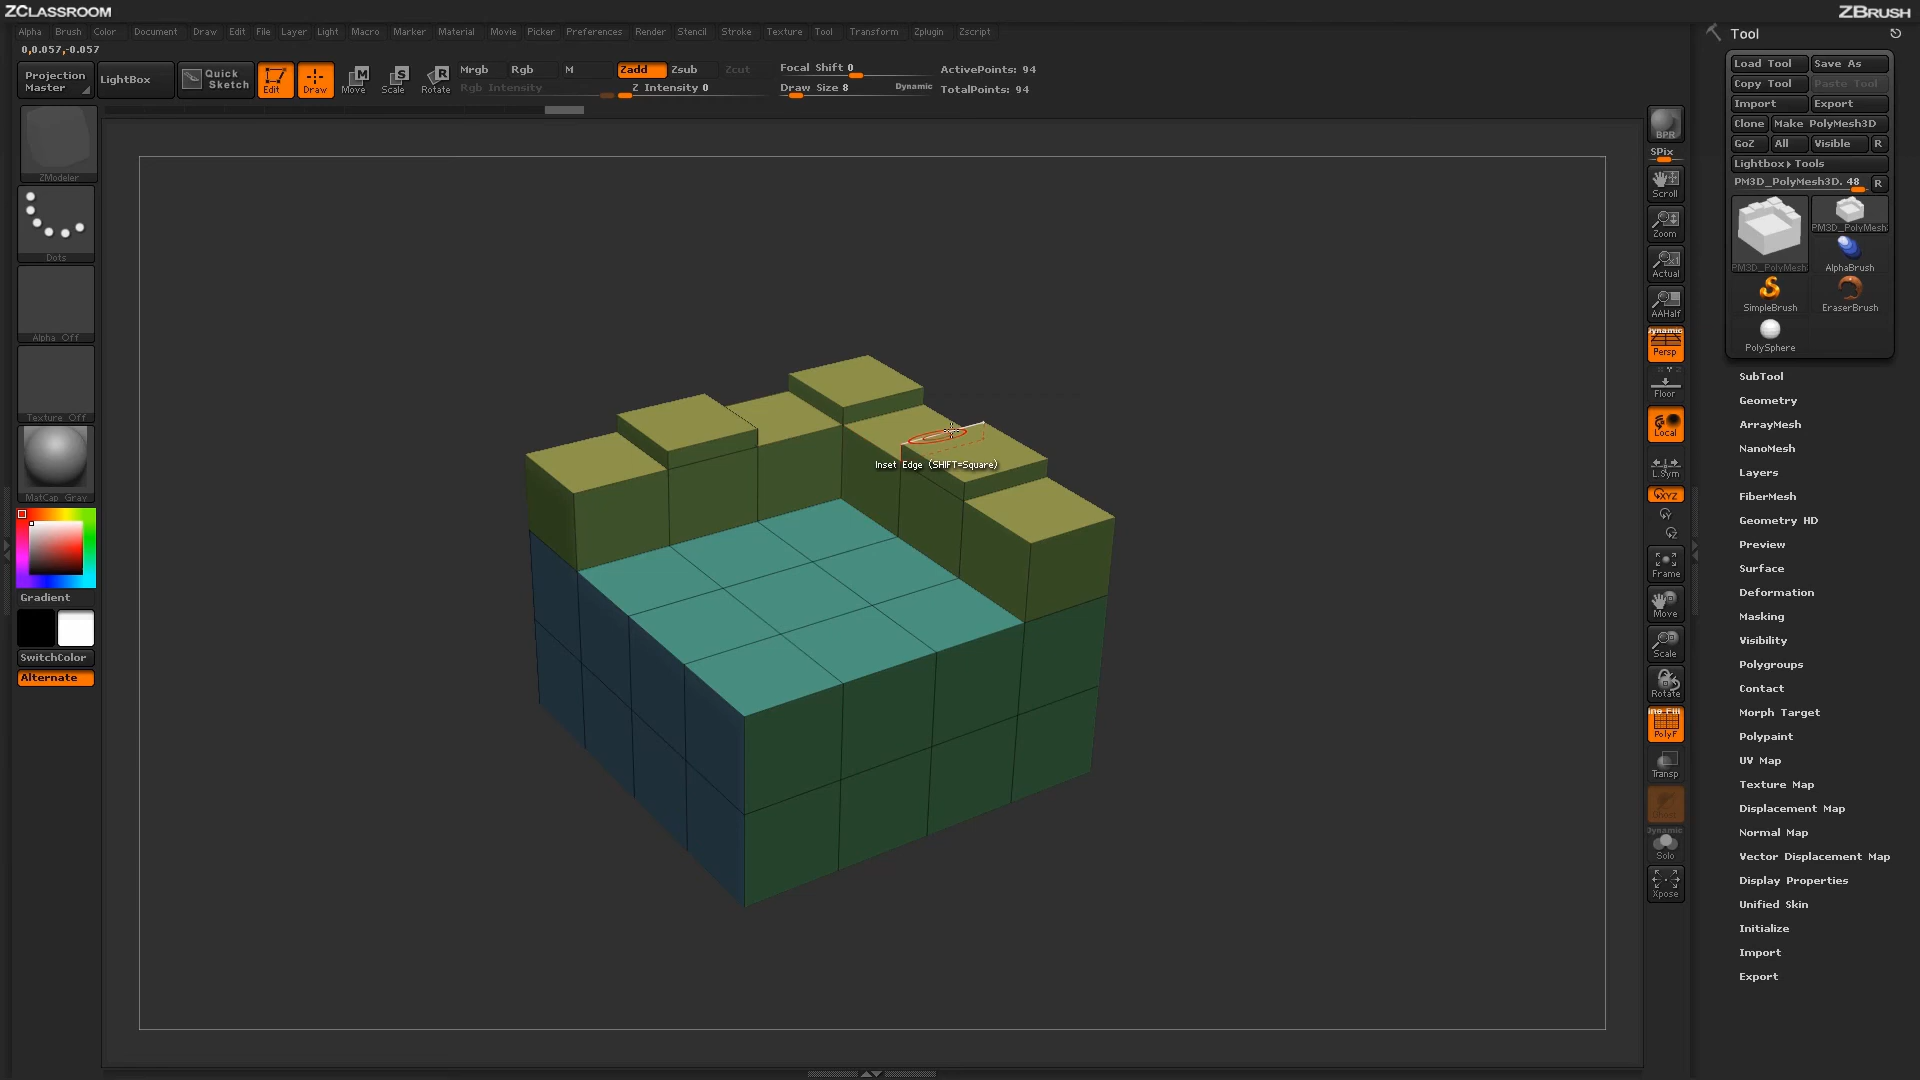 ZCLASSROOM
ZBRUSH
Alpha Brush Color Document Draw Edit File Layer Light Macro Marker Material Movie Picker Preferences Render Stencil Stroke Texture Tool Transform Zplugin Zscript
0,0.057,-0.057
Projection Master
LightBox
Quick Sketch
Edit
Draw
M
Move
S
Scale
R
Rotate
Mrgb Rgb M
Rgb Intensity
Zadd Zsub Zcut
Z Intensity 0
Focal Shift 0
Draw Size 8 Dynamic
ActivePoints: 94
TotalPoints: 94
ZModeler
Dots
Alpha Off
Texture Off
MatCap Gray
Gradient
SwitchColor
Alternate
Inset Edge (SHIFT=Square)
BPR
SPix
Scroll
Zoom
Actual
AAHalf
Dynamic
Persp
Floor
Local
L.Sym
XYZ
Y
Z
Frame
Move
Scale
Rotate
Line Fill
PolyF
Transp
Dynamic
Solo
Xpose
Tool
Load Tool Save As
Copy Tool Paste Tool
Import Export
Clone Make PolyMesh3D
GoZ All Visible R
Lightbox▸Tools
PM3D_PolyMesh3D. 48 R
PM3D_PolyMesh
PM3D_PolyMesh
AlphaBrush
SimpleBrush
EraserBrush
PolySphere
SubTool
Geometry
ArrayMesh
NanoMesh
Layers
FiberMesh
Geometry HD
Preview
Surface
Deformation
Masking
Visibility
Polygroups
Contact
Morph Target
Polypaint
UV Map
Texture Map
Displacement Map
Normal Map
Vector Displacement Map
Display Properties
Unified Skin
Initialize
Import
Export